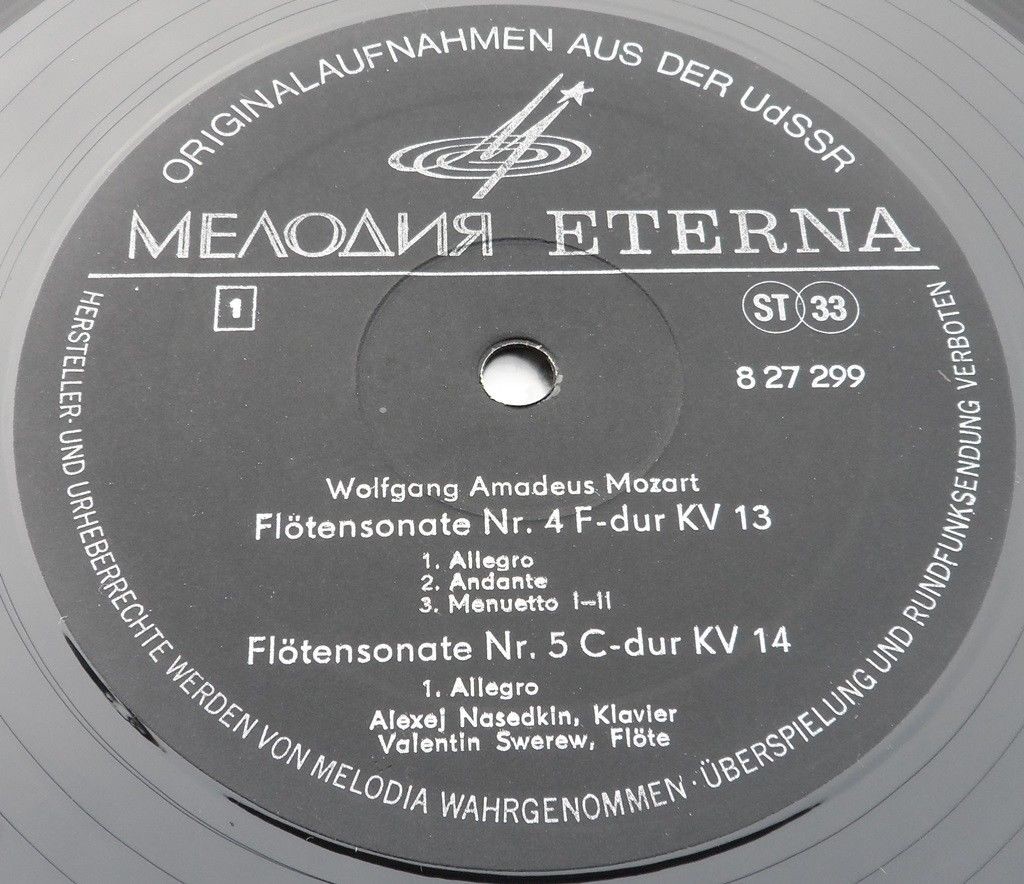 ORIGINALAUFNAHMEN AUS DER UdSSR
МЕЛОДИЯ ETERNA
1
ST 33
8 27 299
Wolfgang Amadeus Mozart
Flötensonate Nr. 4 F-dur KV 13
1. Allegro
2. Andante
3. Menuetto I–II
Flötensonate Nr. 5 C-dur KV 14
1. Allegro
Alexej Nasedkin, Klavier
Valentin Swerew, Flöte
HERSTELLER- UND URHEBERRECHTE WERDEN VON MELODIA WAHRGENOMMEN · ÜBERSPIELUNG UND RUNDFUNKSENDUNG VERBOTEN